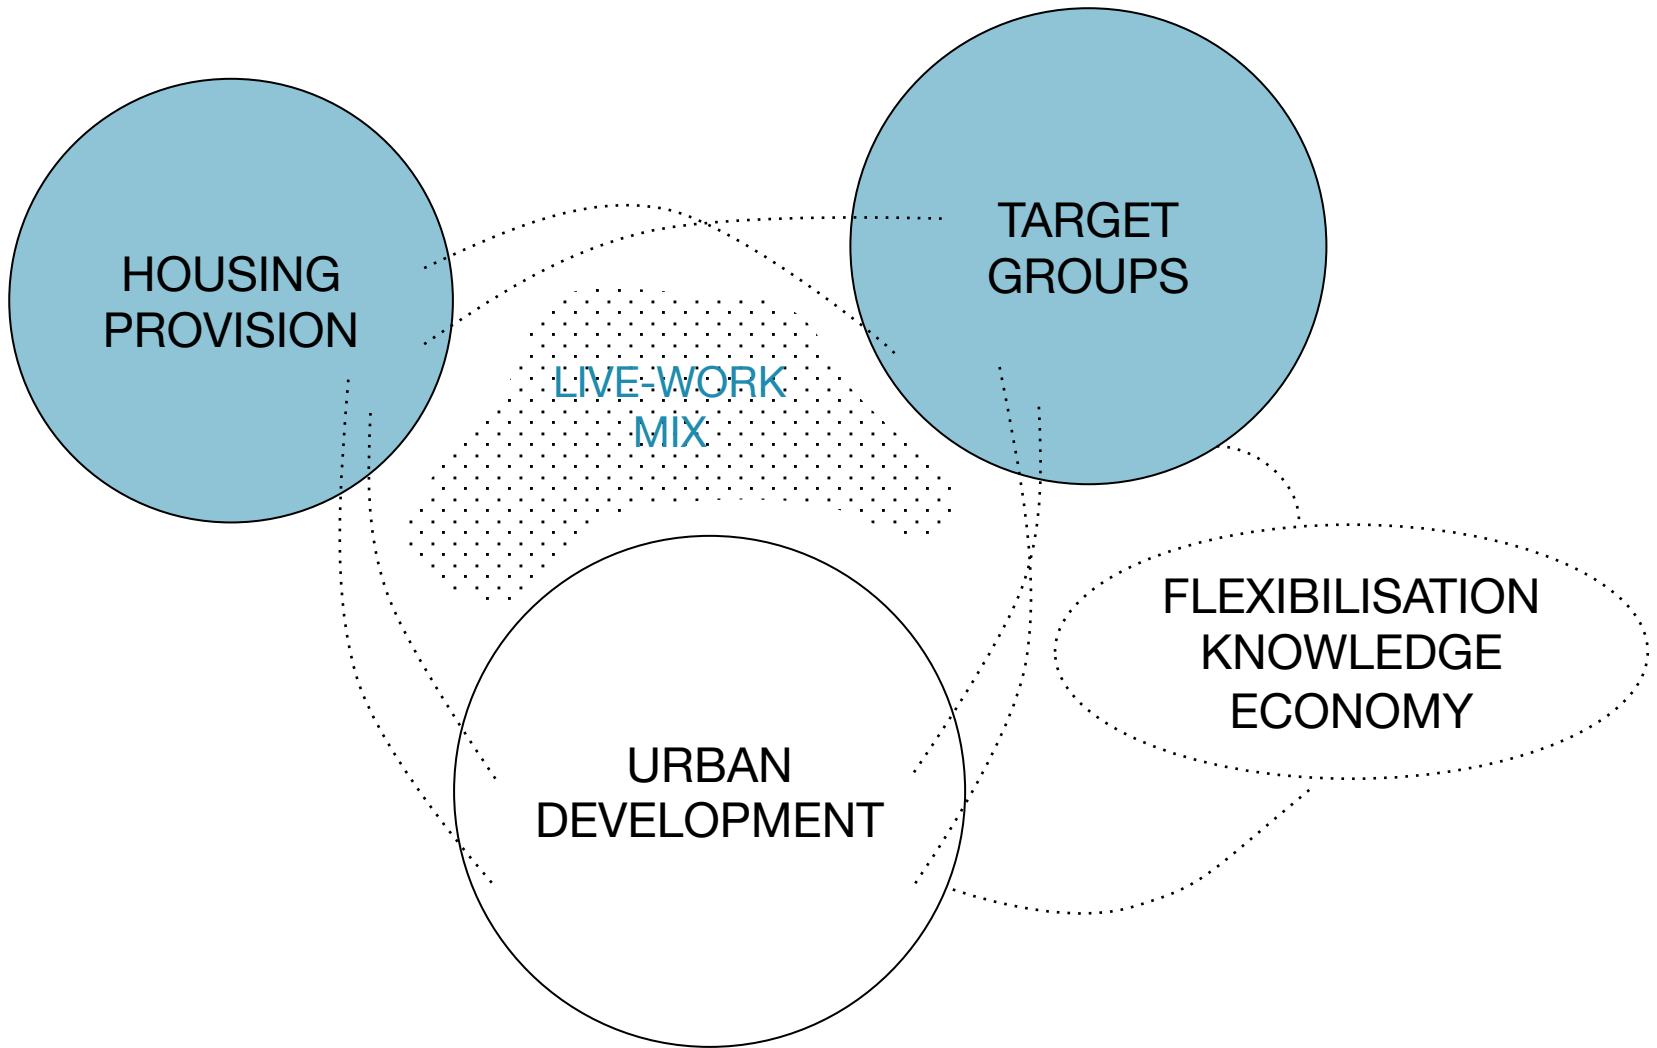 HOUSING
PROVISION
TARGET
GROUPS
LIVE-WORK
MIX
FLEXIBILISATION
KNOWLEDGE
ECONOMY
URBAN
DEVELOPMENT